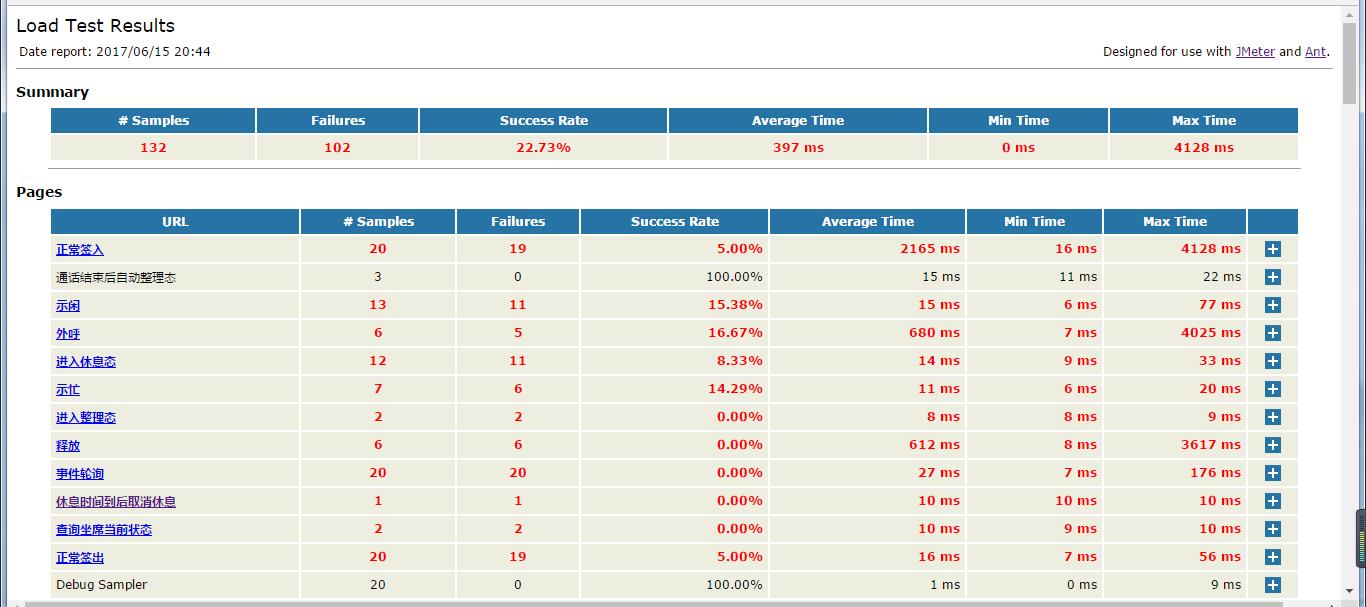 Load Test Results
Date report: 2017/06/15 20:44 Designed for use with JMeter and Ant.
Summary
# Samples Failures Success Rate Average Time Min Time Max Time
132 102 22.73% 397 ms 0 ms 4128 ms
Pages
URL # Samples Failures Success Rate Average Time Min Time Max Time
正常签入 20 19 5.00% 2165 ms 16 ms 4128 ms
通话结束后自动整理态 3 0 100.00% 15 ms 11 ms 22 ms
示闲 13 11 15.38% 15 ms 6 ms 77 ms
外呼 6 5 16.67% 680 ms 7 ms 4025 ms
进入休息态 12 11 8.33% 14 ms 9 ms 33 ms
示忙 7 6 14.29% 11 ms 6 ms 20 ms
进入整理态 2 2 0.00% 8 ms 8 ms 9 ms
释放 6 6 0.00% 612 ms 8 ms 3617 ms
事件轮询 20 20 0.00% 27 ms 7 ms 176 ms
休息时间到后取消休息 1 1 0.00% 10 ms 10 ms 10 ms
查询坐席当前状态 2 2 0.00% 10 ms 9 ms 10 ms
正常签出 20 19 5.00% 16 ms 7 ms 56 ms
Debug Sampler 20 0 100.00% 1 ms 0 ms 9 ms